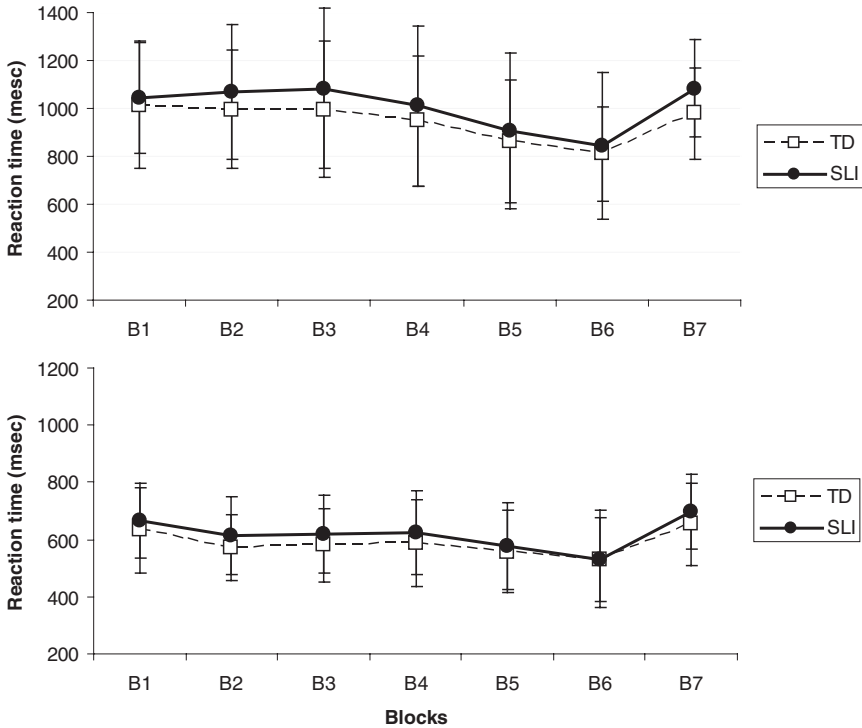 1400
1200
1000
800
600
400
200
Reaction time (mesc)
B1 B2 B3 B4 B5 B6 B7
TD
SLI
1200
1000
800
600
400
200
Reaction time (msec)
B1 B2 B3 B4 B5 B6 B7
Blocks
TD
SLI